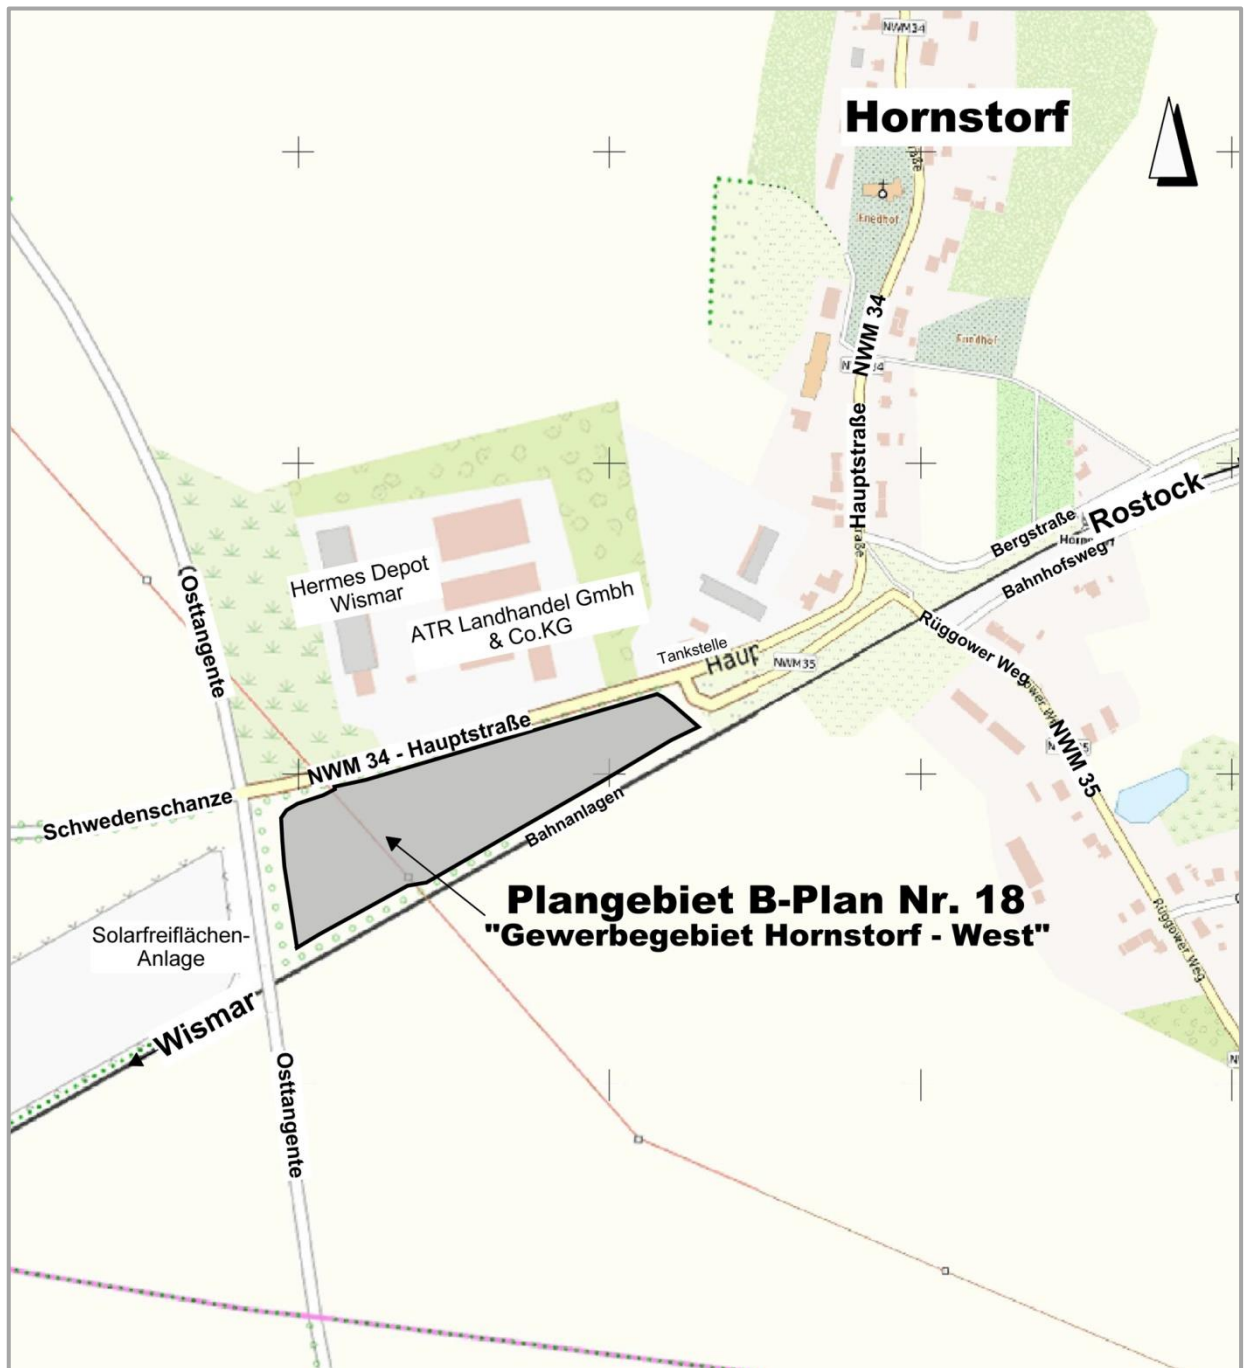 NWM34
Hornstorf
raße
Friedhof
NWM 34
Friedhof
Hauptstraße
Rostock
Bergstraße
raße
Bahnhofsweg
(Osttangente
Hermes Depot
Wismar
ATR Landhandel Gmbh
& Co.KG
Tankstelle
Haup
NWM35
Rüggower Weg
NWM 35
NWM 34 - Hauptstraße
Schwedenschanze
Bahnanlagen
Plangebiet B-Plan Nr. 18
"Gewerbegebiet Hornstorf - West"
Solarfreiflächen-
Anlage
Rüggower Weg
Wismar
Osttangente